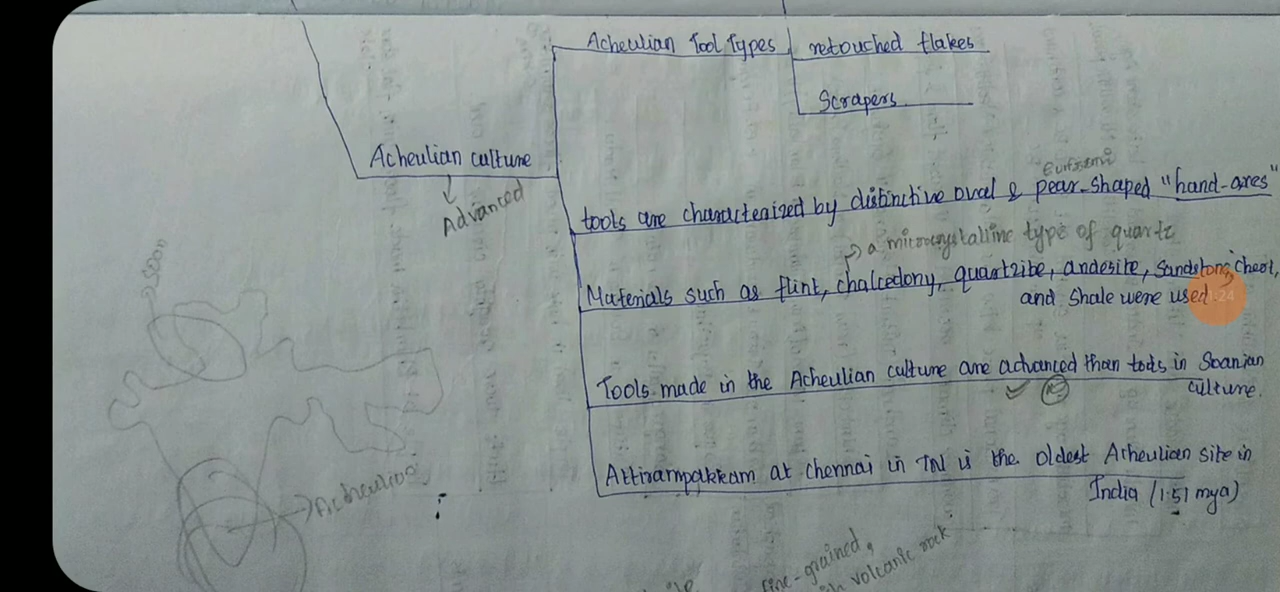 Acheulian Tool Types
retouched flakes
Scrapers
Acheulian culture
Advanced
tools are characterized by distinctive oval & pear-shaped "hand-axes"
a microcrystalline type of quartz
Materials such as flint, chalcedony, quartzite, andesite, sandstone, chert,
and shale were used.
Tools made in the Acheulian culture are advanced than tools in Soanian
culture.
Attirampakkam at chennai in TN is the oldest Acheulian site in
India (1.51 mya)
Soan
Acheulian
fine-grained,
volcanic rock